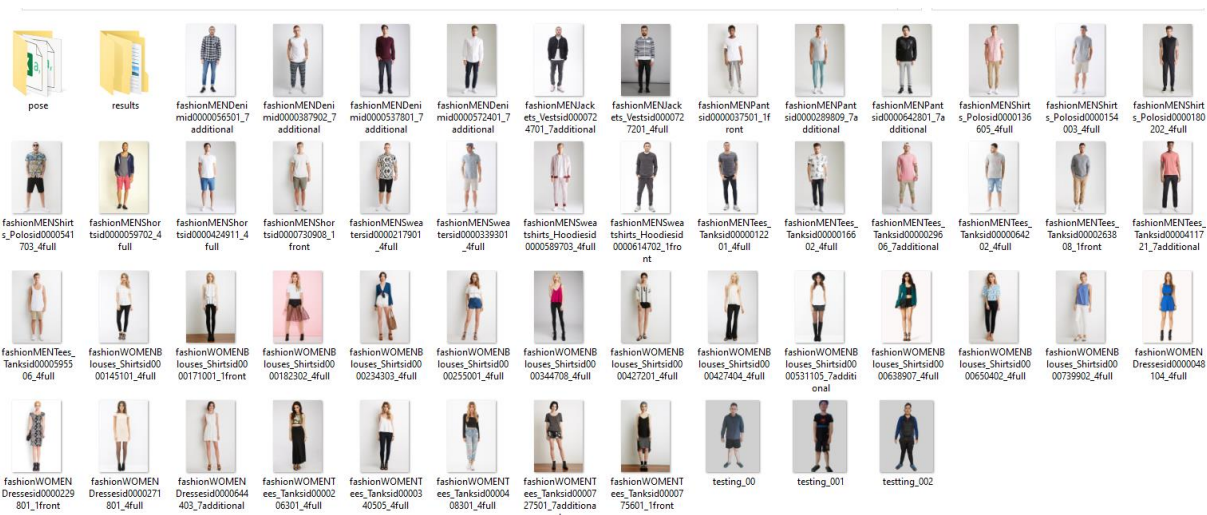 pose
results
fashionMENDeni
mid0000056501_7
additional
fashionMENDeni
mid0000387902_7
additional
fashionMENDeni
mid0000537801_7
additional
fashionMENDeni
mid0000572401_7
additional
fashionMENJack
ets_Vestsid000072
4701_7additional
fashionMENJack
ets_Vestsid000072
7201_4full
fashionMENPant
sid0000037501_1f
ront
fashionMENPant
sid0000289809_7a
dditional
fashionMENPant
sid0000642801_7a
dditional
fashionMENShirt
s_Polosid0000136
605_4full
fashionMENShirt
s_Polosid0000154
003_4full
fashionMENShirt
s_Polosid0000180
202_4full
fashionMENShirt
s_Polosid0000541
703_4full
fashionMENShor
tsid0000059702_4
full
fashionMENShor
tsid0000424911_4
full
fashionMENShor
tsid0000730908_1
front
fashionMENSwea
tersid0000217901
_4full
fashionMENSwea
tersid0000339301
_4full
fashionMENSwea
tshirts_Hoodiesid
0000589703_4full
fashionMENSwea
tshirts_Hoodiesid
0000614702_1fro
nt
fashionMENTees_
Tanksid00000122
01_4full
fashionMENTees_
Tanksid00000166
02_4full
fashionMENTees_
Tanksid00000296
06_7additional
fashionMENTees_
Tanksid00000642
02_4full
fashionMENTees_
Tanksid00002638
08_1front
fashionMENTees_
Tanksid00004117
21_7additional
fashionMENTees_
Tanksid00005955
06_4full
fashionWOMENB
louses_Shirtsid00
00145101_4full
fashionWOMENB
louses_Shirtsid00
00171001_1front
fashionWOMENB
louses_Shirtsid00
00182302_4full
fashionWOMENB
louses_Shirtsid00
00234303_4full
fashionWOMENB
louses_Shirtsid00
00255001_4full
fashionWOMENB
louses_Shirtsid00
00344708_4full
fashionWOMENB
louses_Shirtsid00
00427201_4full
fashionWOMENB
louses_Shirtsid00
00427404_4full
fashionWOMENB
louses_Shirtsid00
00531105_7additi
onal
fashionWOMENB
louses_Shirtsid00
00638907_4full
fashionWOMENB
louses_Shirtsid00
00650402_4full
fashionWOMENB
louses_Shirtsid00
00739902_4full
fashionWOMEN
Dressesid0000048
104_4full
fashionWOMEN
Dressesid0000229
801_1front
fashionWOMEN
Dressesid0000271
801_4full
fashionWOMEN
Dressesid0000644
403_7additional
fashionWOMENT
ees_Tanksid00002
06301_4full
fashionWOMENT
ees_Tanksid00003
40505_4full
fashionWOMENT
ees_Tanksid00004
08301_4full
fashionWOMENT
ees_Tanksid00007
27501_7additiona
fashionWOMENT
ees_Tanksid00007
75601_1front
testing_00
testing_001
testting_002